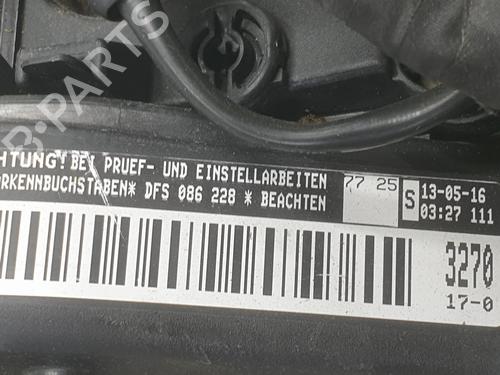 CHTUNG! BEI PRUEF- UND EINSTELLARBEITEN
ORKENNBUCHSTABEN* DFS 086 228 * BEACHTEN
77 25
S
13-05-16
03:27 111
3270
17-0
B-PARTS